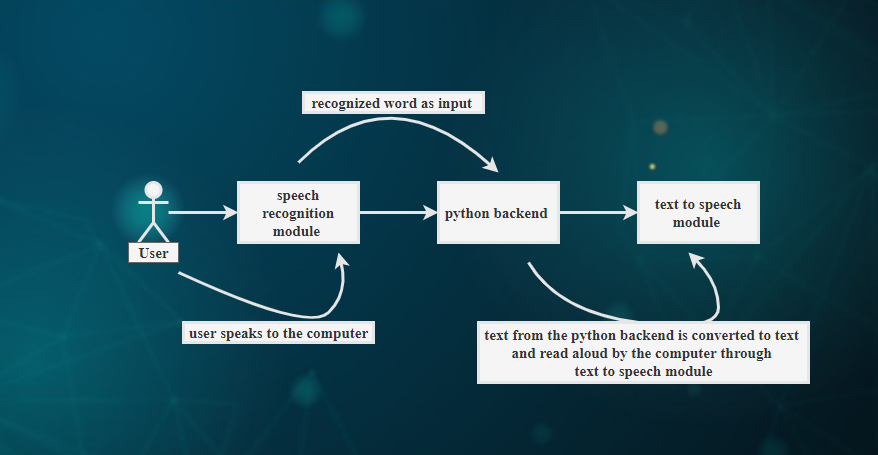 recognized word as input
speech
recognition
module
python backend
text to speech
module
User
user speaks to the computer
text from the python backend is converted to text
and read aloud by the computer through
text to speech module